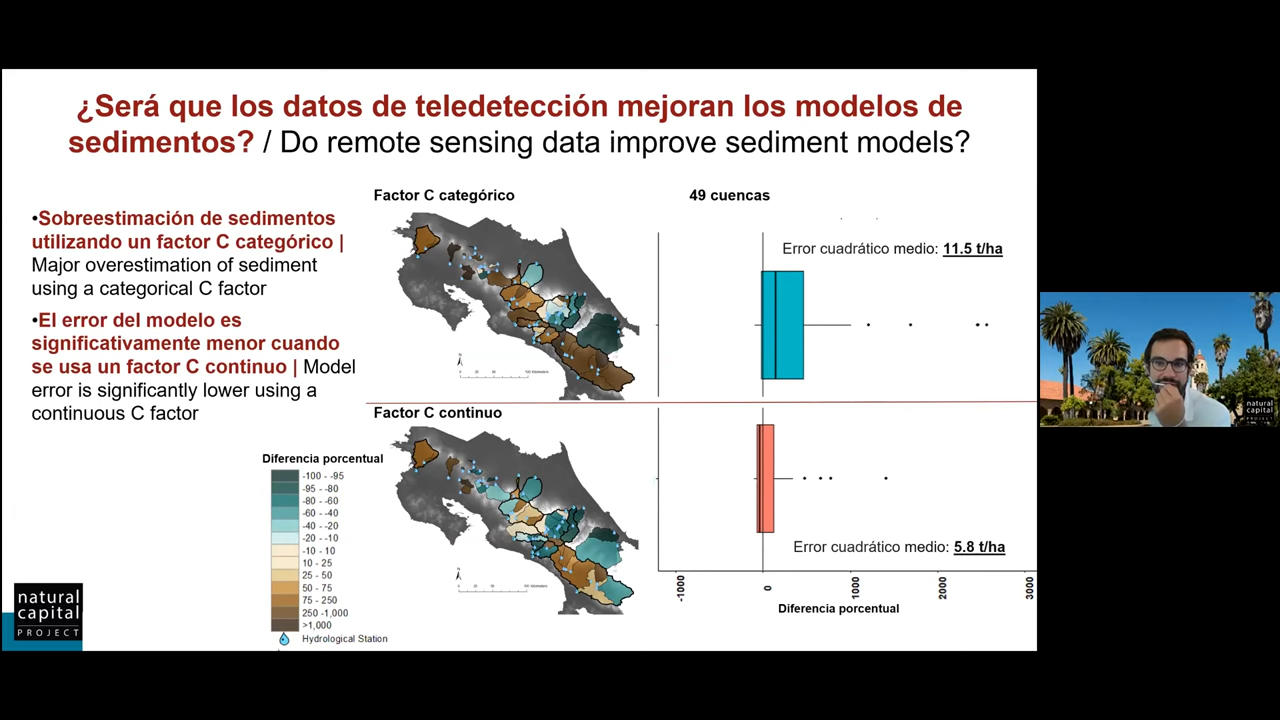 ¿Será que los datos de teledetección mejoran los modelos de
sedimentos? / Do remote sensing data improve sediment models?
•Sobreestimación de sedimentos
utilizando un factor C categórico |
Major overestimation of sediment
using a categorical C factor
•El error del modelo es
significativamente menor cuando
se usa un factor C continuo | Model
error is significantly lower using a
continuous C factor
Factor C categórico
49 cuencas
Error cuadrático medio: 11.5 t/ha
Factor C continuo
Error cuadrático medio: 5.8 t/ha
Diferencia porcentual
-100 - -95
-95 - -80
-80 - -60
-60 - -40
-40 - -20
-20 - -10
-10 - 10
10 - 25
25 - 50
50 - 75
75 - 250
250 -1,000
>1,000
Hydrological Station
-1000
0
1000
2000
3000
Diferencia porcentual
natural
capital
PROJECT
natural
capital
PROJECT